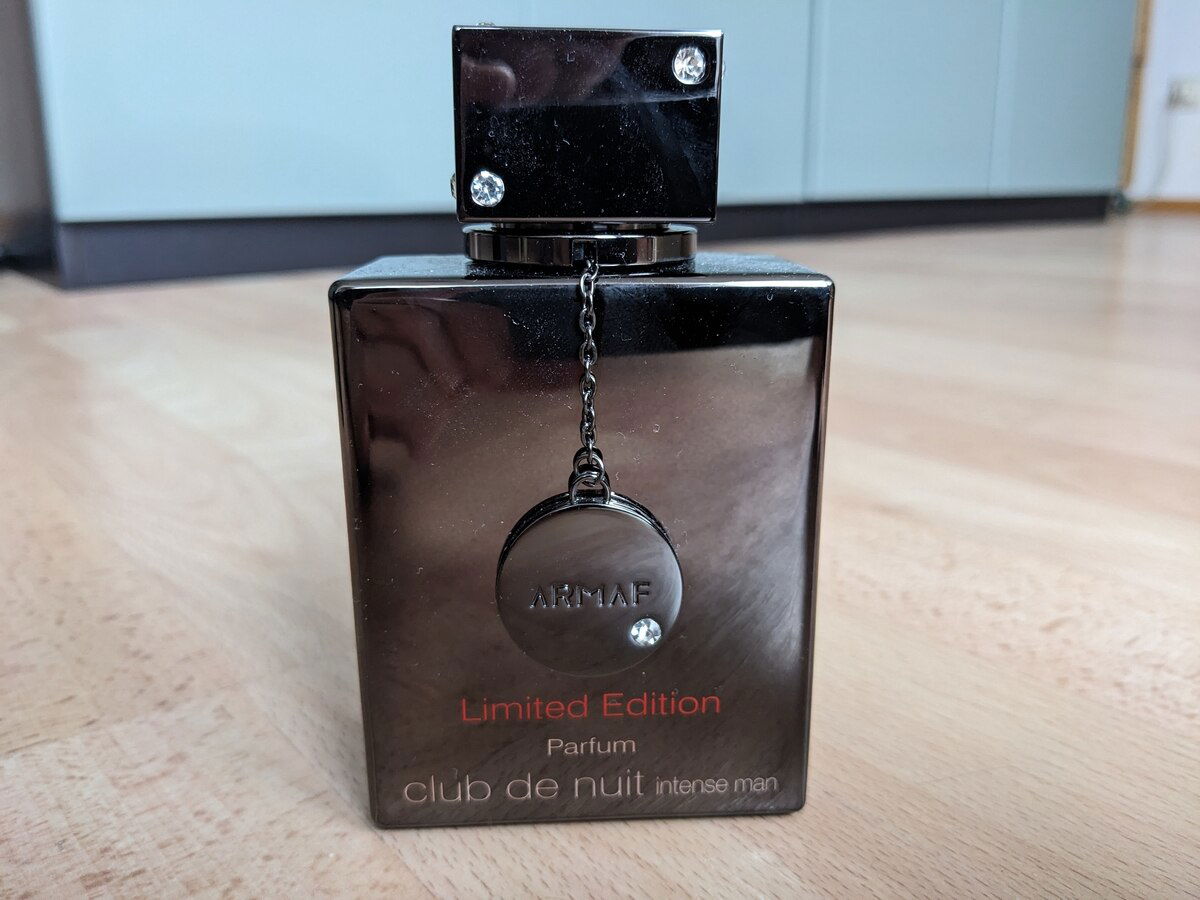 ARMAF
Limited Edition
Parfum
club de nuit intense man